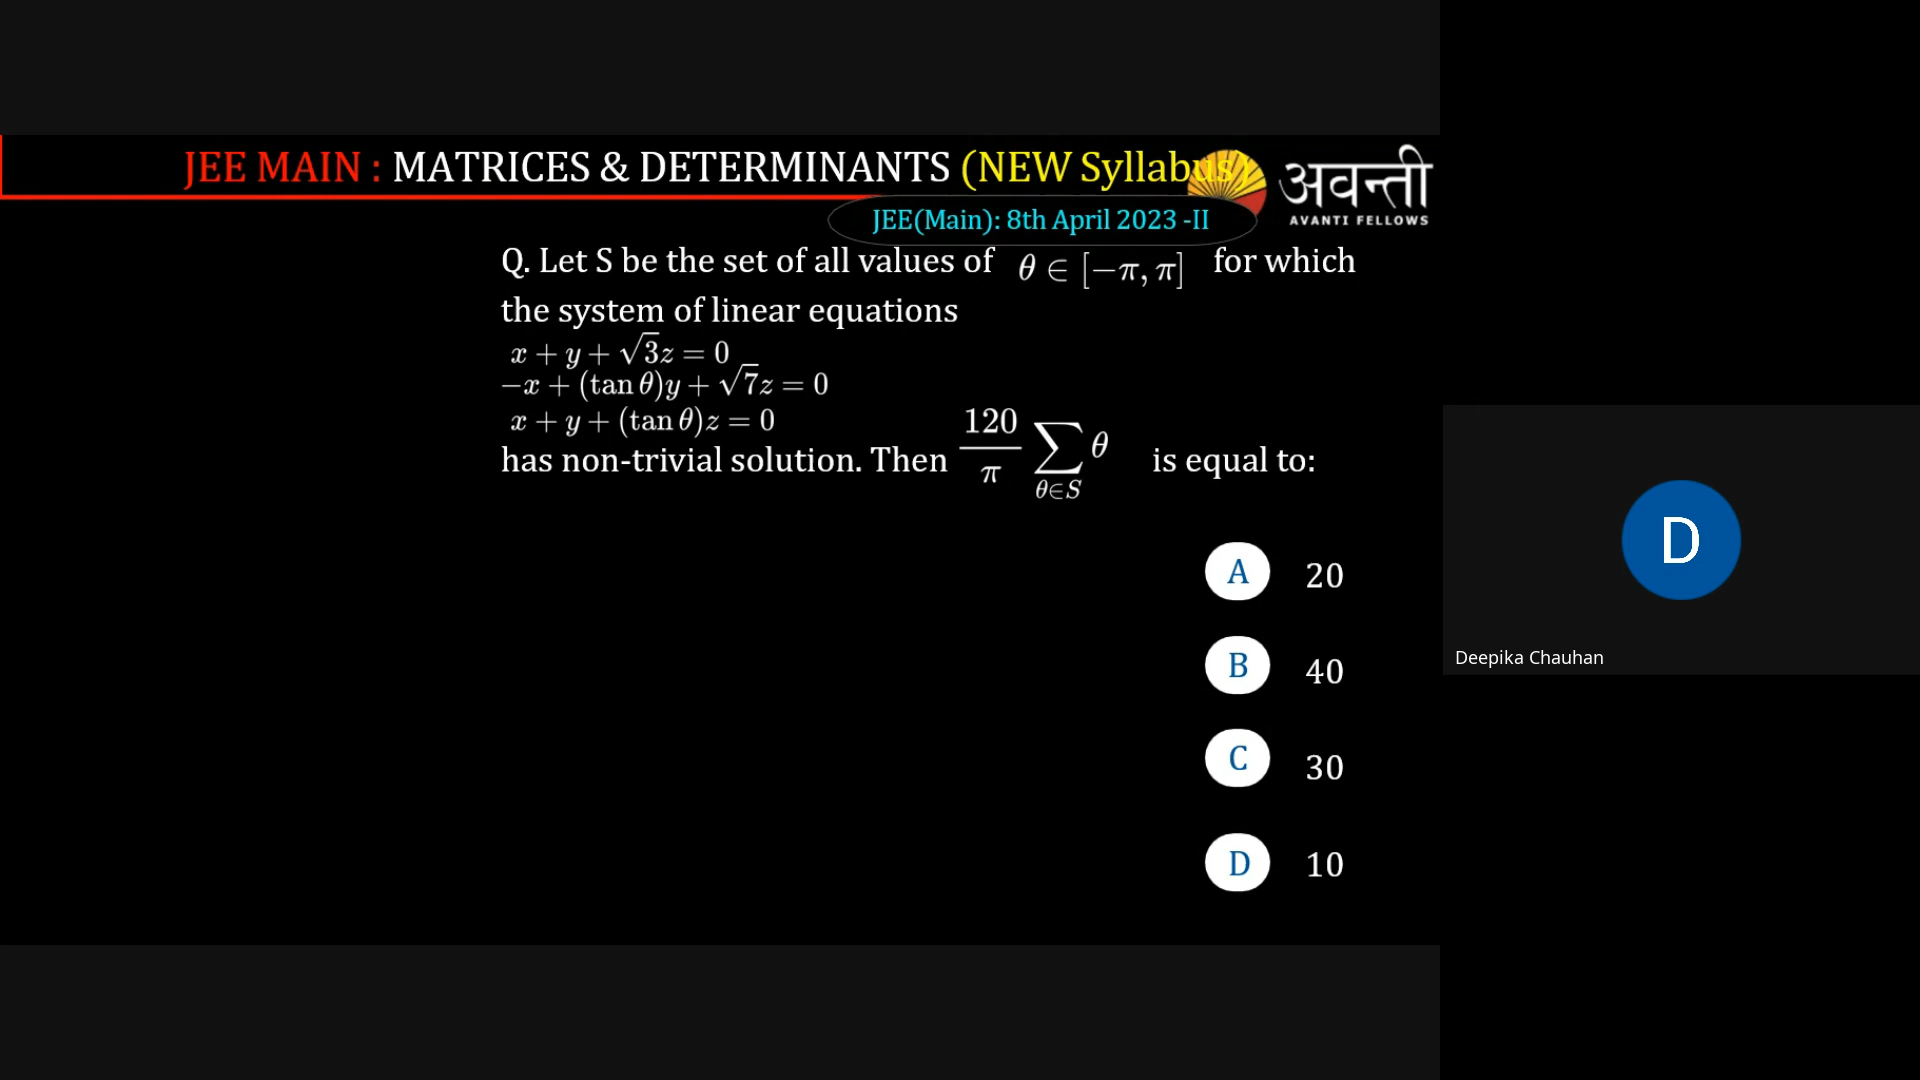 JEE MAIN : MATRICES & DETERMINANTS (NEW Syllabus)
अवन्ती
AVANTI FELLOWS
JEE(Main): 8th April 2023 -II
Q. Let S be the set of all values of θ ∈ [−π, π] for which
the system of linear equations
x + y + √3z = 0
−x + (tan θ)y + √7z = 0
x + y + (tan θ)z = 0
has non-trivial solution. Then 120/π ∑θ∈S θ is equal to:
A 20
B 40
C 30
D 10
D
Deepika Chauhan